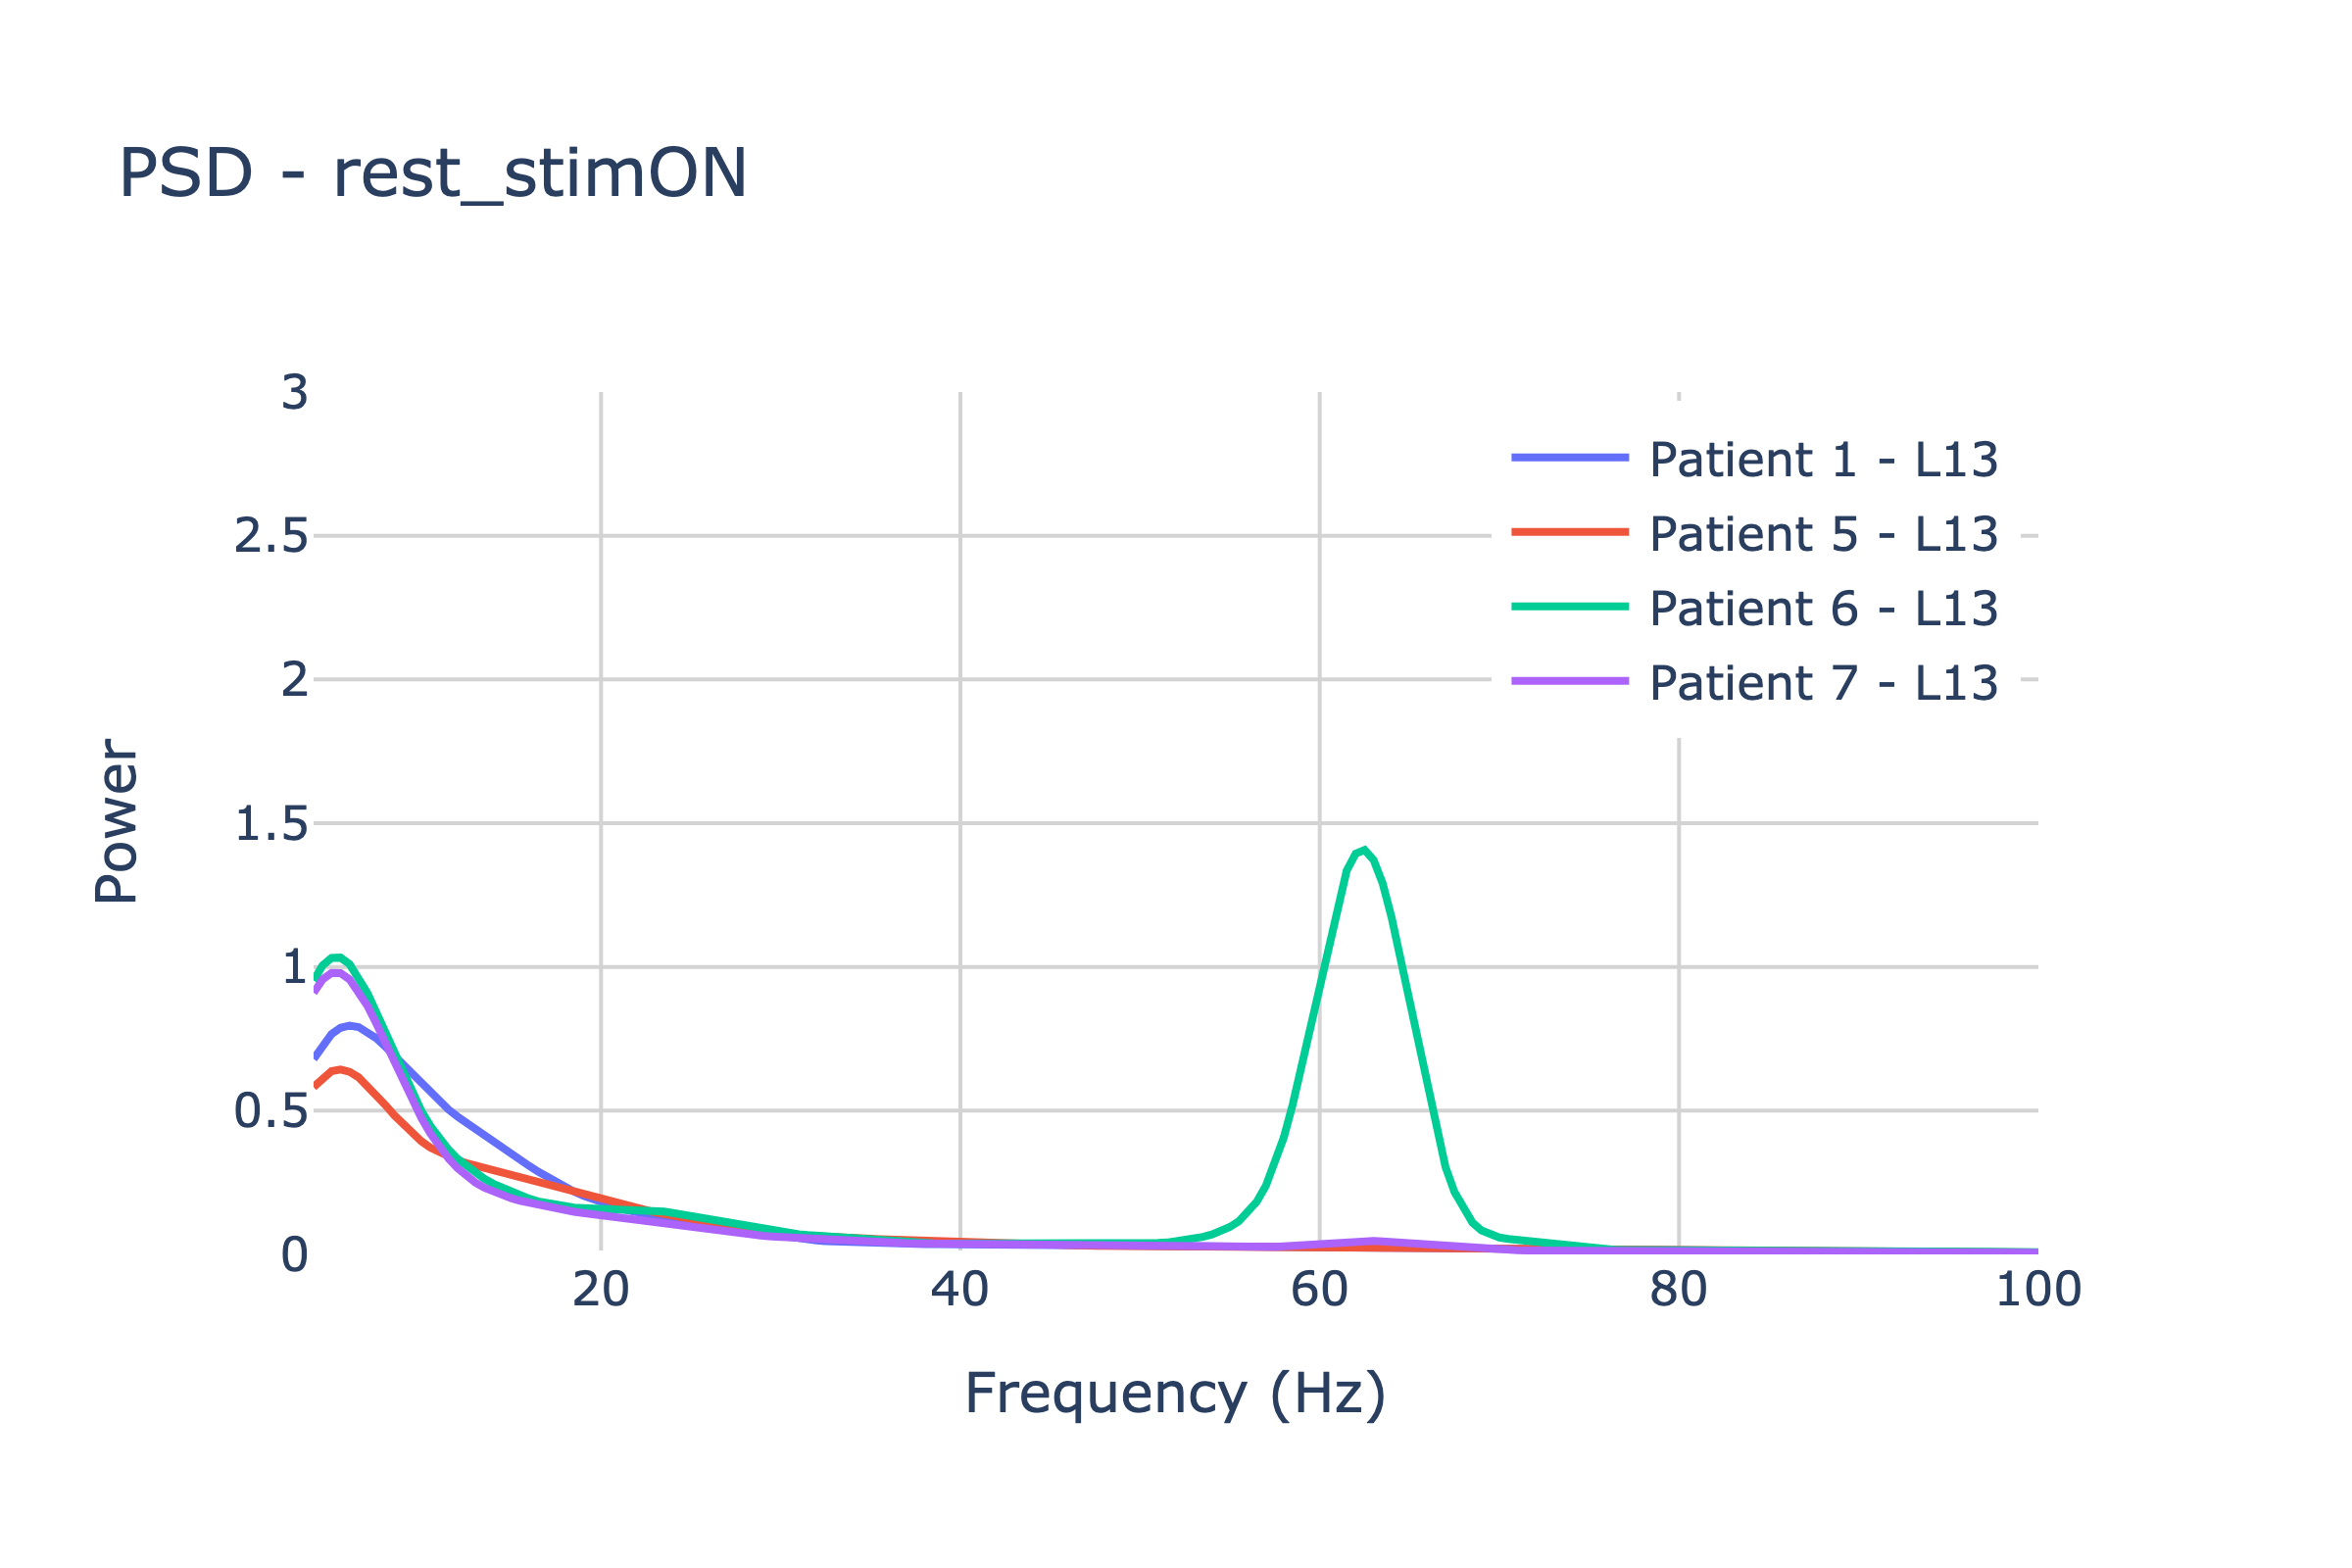 PSD - rest_stimON
3
2.5
2
1.5
1
0.5
0
Power
20 40 60 80 100
Frequency (Hz)
Patient 1 - L13
Patient 5 - L13
Patient 6 - L13
Patient 7 - L13